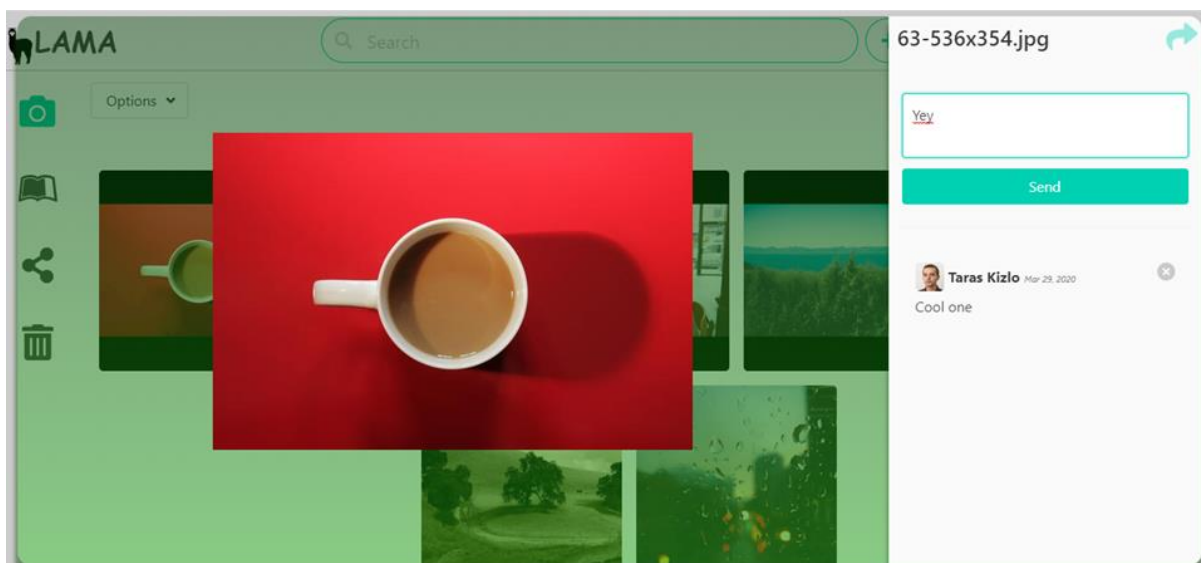 LAMA
Search
63-536x354.jpg
Options
Yey
Send
Taras Kizlo Mar 29, 2020
Cool one